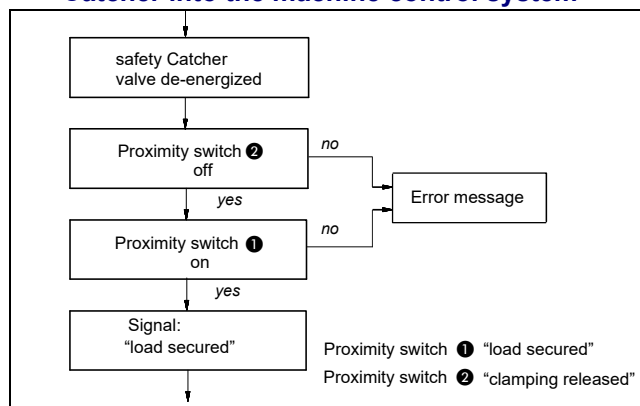 Catcher into the machine control system
safety Catcher
valve de-energized
Proximity switch ❷
off
no
yes
Error message
Proximity switch ❶
on
no
yes
Signal:
“load secured”
Proximity switch ❶ “load secured”
Proximity switch ❷ “clamping released”